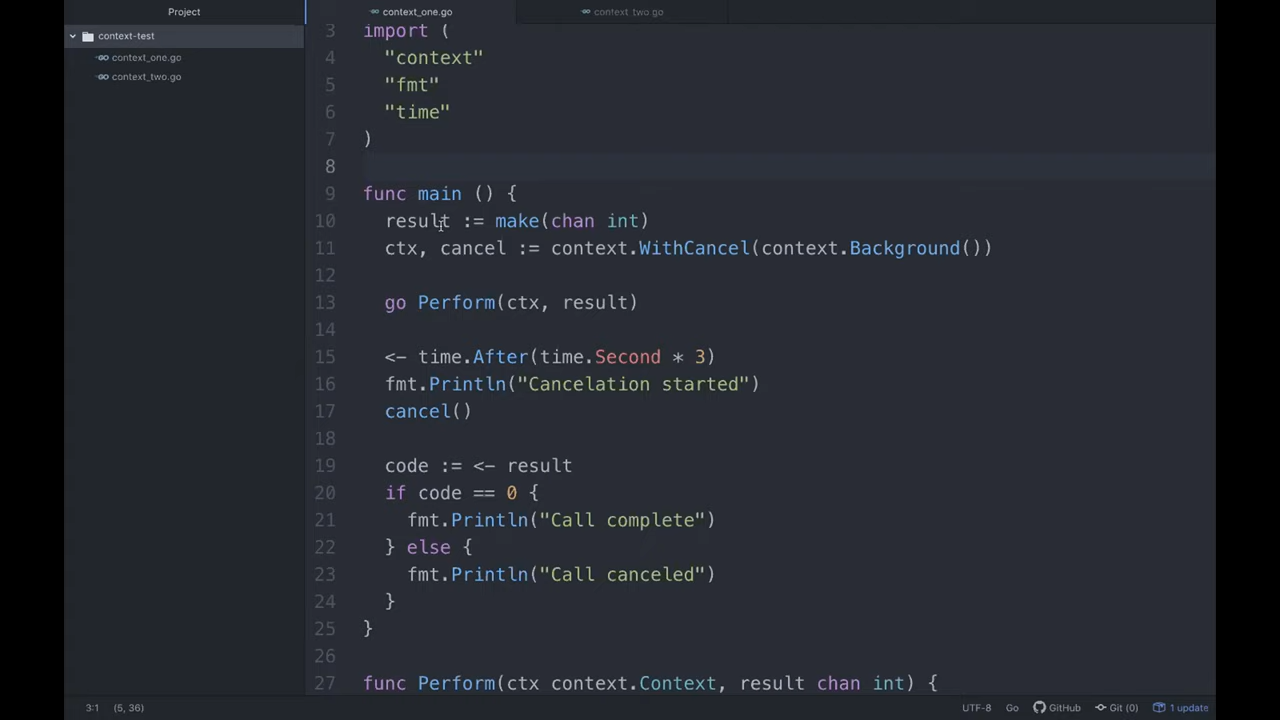 Project
context_one.go
context_two.go
context-test
context_one.go
context_two.go
3 import (
4 "context"
5 "fmt"
6 "time"
7 )
8
9 func main () {
10 result := make(chan int)
11 ctx, cancel := context.WithCancel(context.Background())
12
13 go Perform(ctx, result)
14
15 <- time.After(time.Second * 3)
16 fmt.Println("Cancelation started")
17 cancel()
18
19 code := <- result
20 if code == 0 {
21 fmt.Println("Call complete")
22 } else {
23 fmt.Println("Call canceled")
24 }
25 }
26
27 func Perform(ctx context.Context, result chan int) {
3:1 (5, 36) UTF-8 Go GitHub Git (0) 1 update